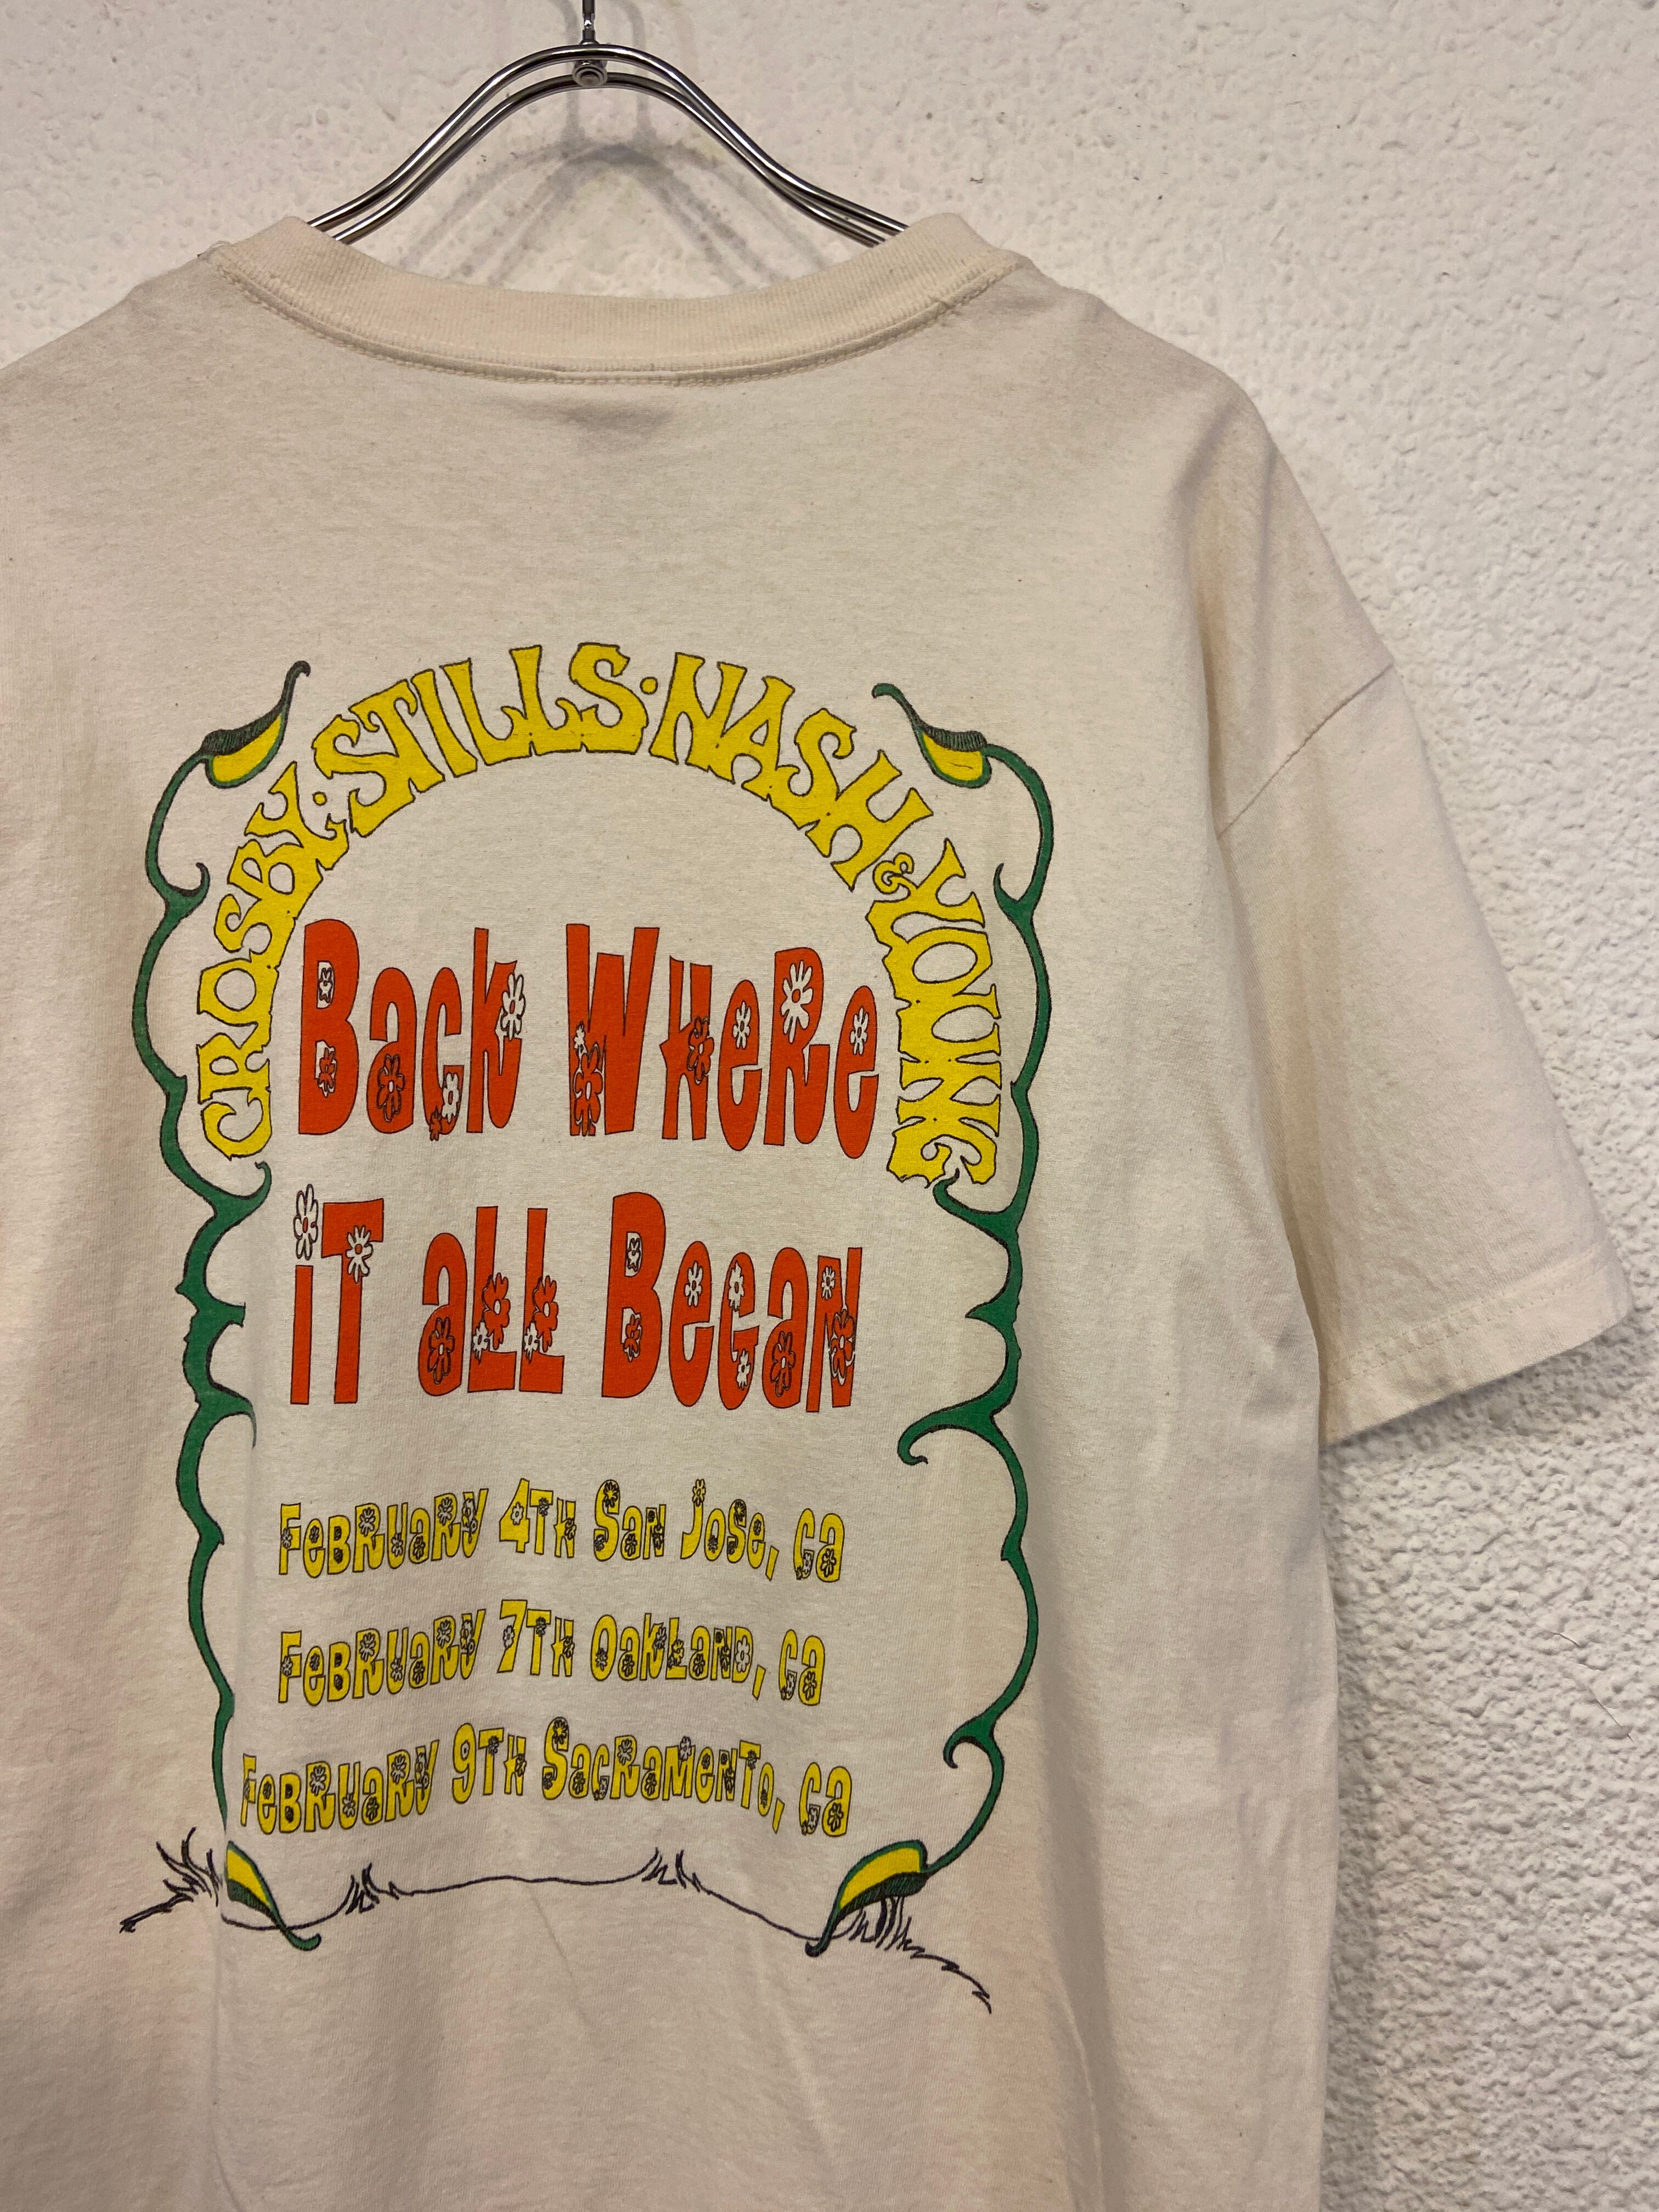 CROSBY·STILLS·NASH & YOUNG
Back WHeRe
iT aLL BeGaN
FeBRUaRY 4TH SaN JoSe, Ca
FeBRUaRY 7TH OaKLaND, Ca
FeBRUaRY 9TH SacRaMeNTo, Ca